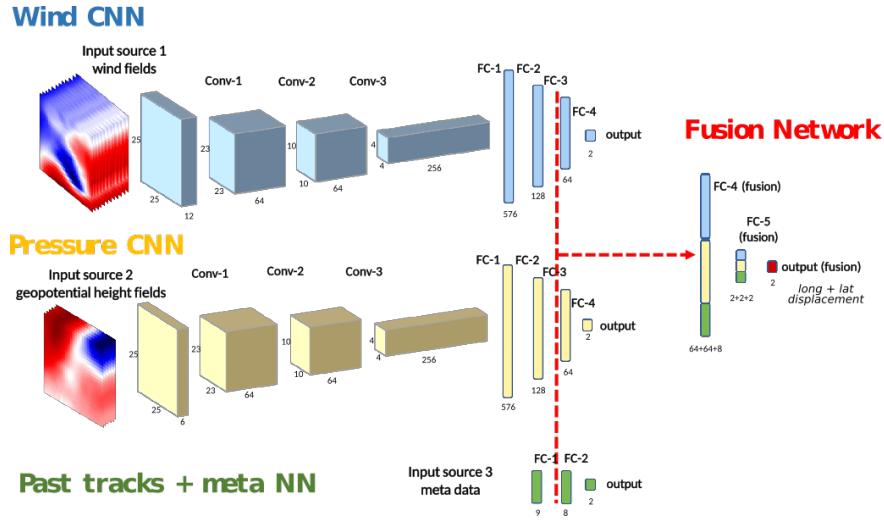 Wind CNN
Input source 1
wind fields
Conv-1
Conv-2
Conv-3
FC-1
FC-2
FC-3
FC-4
output
25
25
12
23
23
64
10
10
64
4
4
256
576
128
64
2
Fusion Network
FC-4 (fusion)
FC-5
(fusion)
output (fusion)
2
long + lat
displacement
2+2+2
64+64+8
Pressure CNN
Input source 2
geopotential height fields
Conv-1
Conv-2
Conv-3
FC-1
FC-2
FC-3
FC-4
output
25
25
6
23
23
64
10
10
64
4
4
256
576
128
64
2
Past tracks + meta NN
Input source 3
meta data
FC-1
FC-2
output
9
8
2